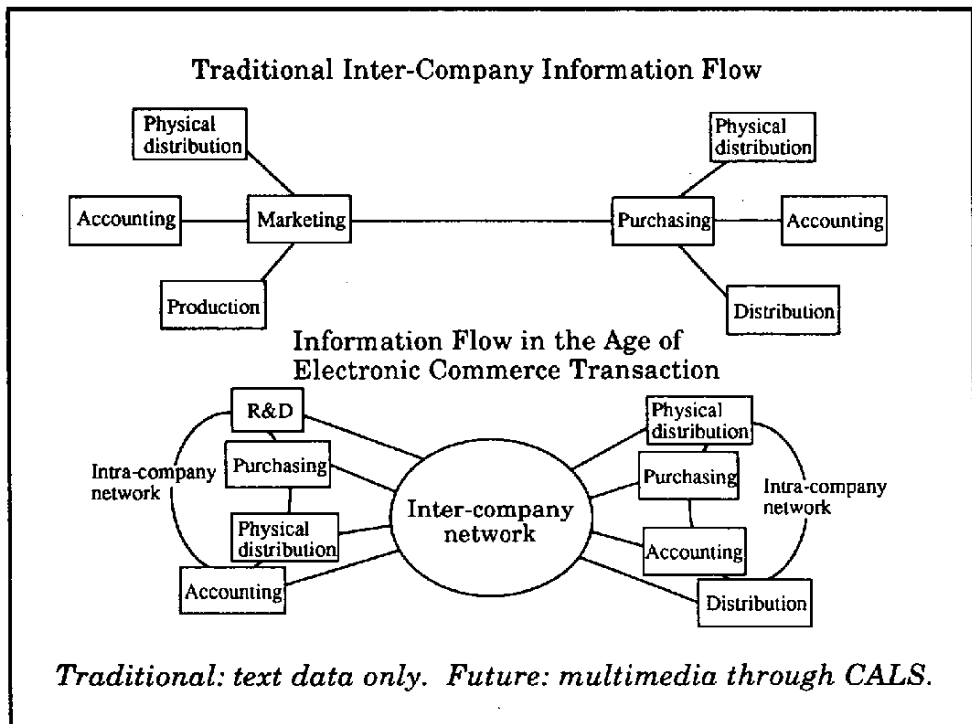 Traditional Inter-Company Information Flow
Physical
distribution
Physical
distribution
Accounting
Marketing
Purchasing
Accounting
Production
Distribution
Information Flow in the Age of
Electronic Commerce Transaction
R&D
Physical
distribution
Intra-company
network
Purchasing
Purchasing
Intra-company
network
Inter-company
network
Physical
distribution
Accounting
Accounting
Distribution
Traditional: text data only. Future: multimedia through CALS.